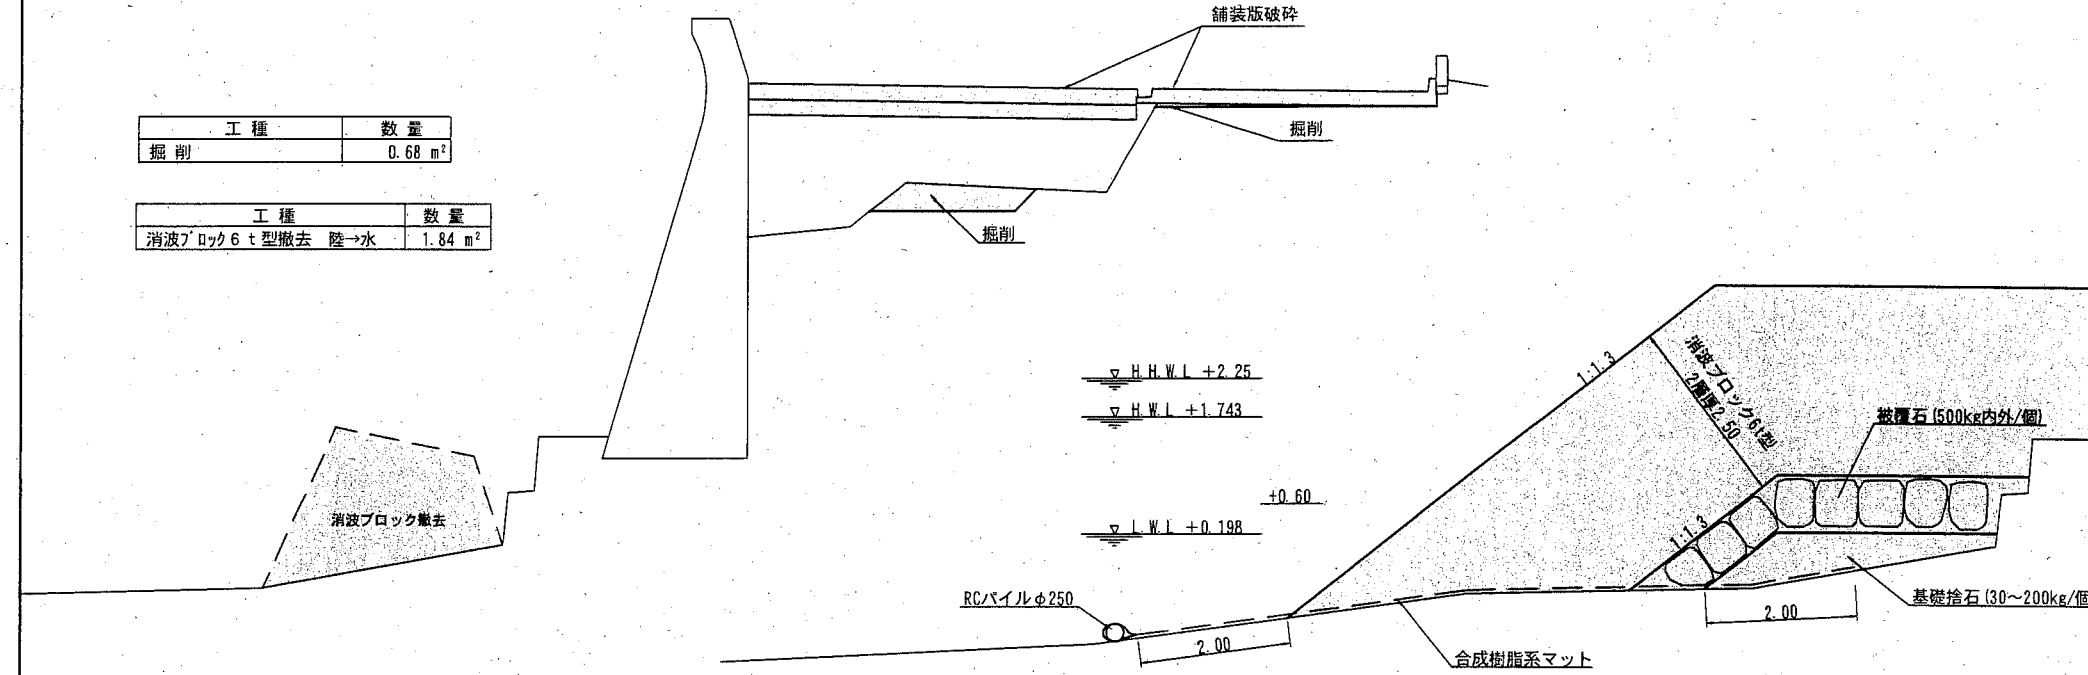 舗装版破砕
工 種 数 量
掘 削 0.68 m²
掘削
工 種 数 量
消波ブロック6t型撤去 陸→水 1.84 m²
掘削
H.H.W.L +2.25
H.W.L +1.743
1:1.3
消波ブロック6t型
2層厚2.50
被覆石(500kg内外/個)
消波ブロック撤去
+0.60
L.W.L +0.198
1:1.3
RCパイルφ250
基礎捨石(30～200kg/個
2.00
2.00
合成樹脂系マット